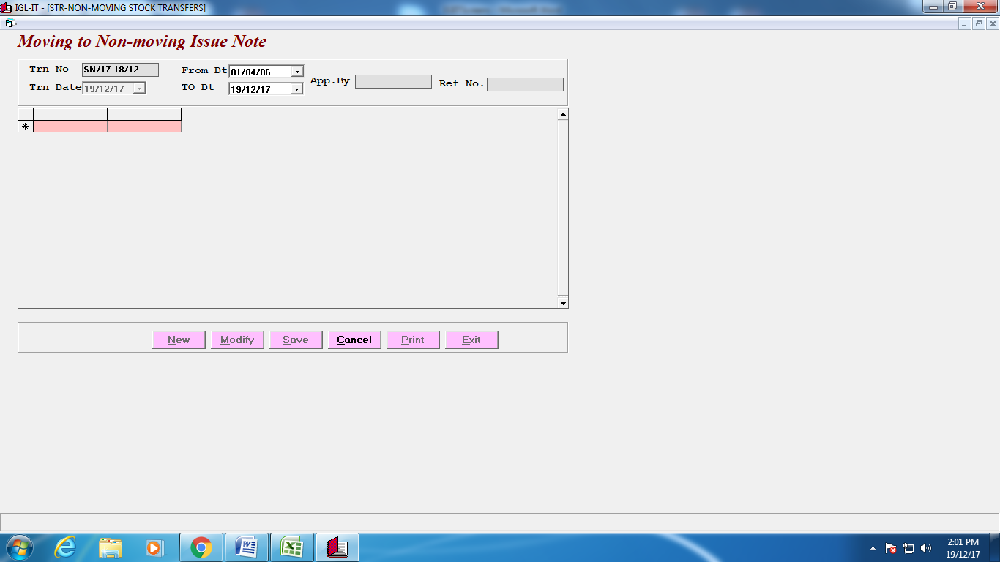 IGL-IT - [STR-NON-MOVING STOCK TRANSFERS]
Moving to Non-moving Issue Note
Trn No SN/17-18/12 From Dt 01/04/06 App.By Ref No.
Trn Date 19/12/17 TO Dt 19/12/17
*
New Modify Save Cancel Print Exit
2:01 PM
19/12/17